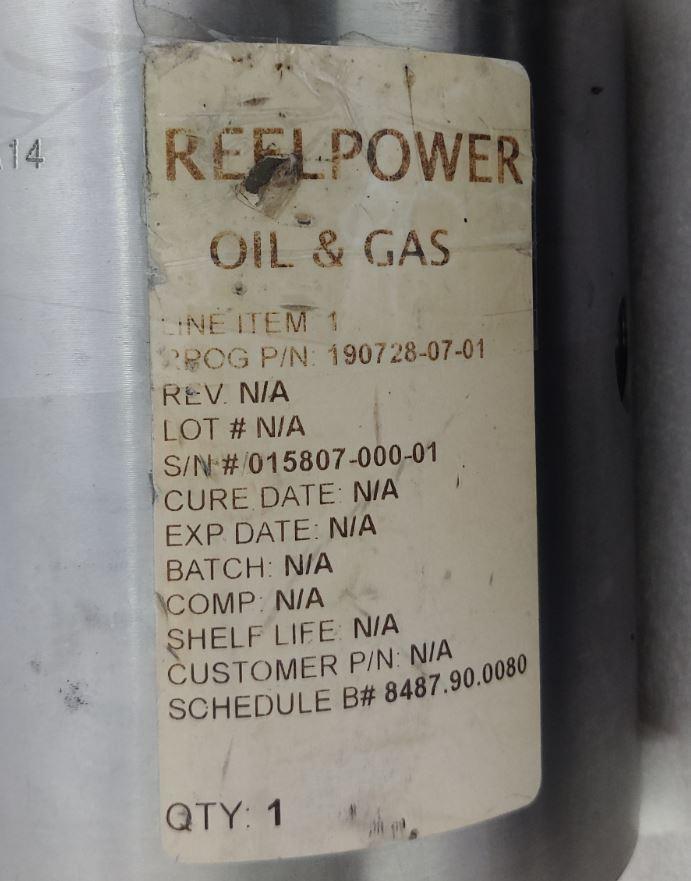 14
REELPOWER
OIL & GAS
LINE ITEM 1
RPOG P/N: 190728-07-01
REV. N/A
LOT # N/A
S/N # 015807-000-01
CURE DATE: N/A
EXP DATE: N/A
BATCH: N/A
COMP: N/A
SHELF LIFE: N/A
CUSTOMER P/N: N/A
SCHEDULE B# 8487.90.0080
QTY: 1